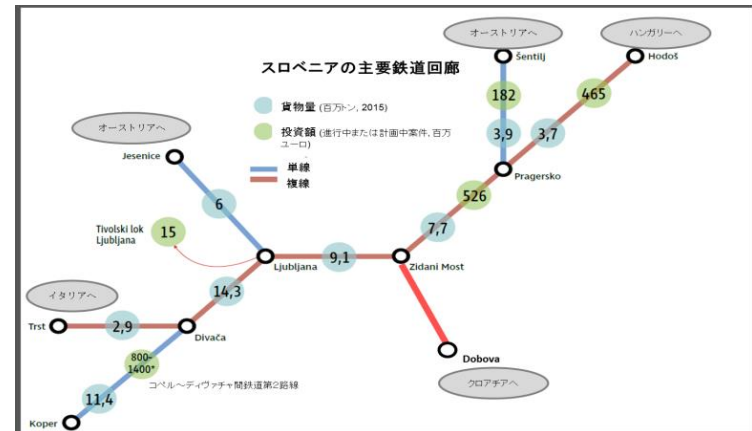 オーストリアへ
ハンガリーへ
Šentilj
Hodoš
スロベニアの主要鉄道回廊
182
465
貨物量 (百万トン, 2015)
オーストリアへ
投資額 (進行中または計画中案件、百万
ユーロ)
3,9
3,7
Jesenice
単線
複線
Pragersko
526
6
Tivolski lok
Ljubljana
15
7,7
9,1
Ljubljana
Zidani Most
14,3
イタリアへ
Trst
2,9
Divača
Dobova
800-
1400*
コペル～ディヴァチャ間鉄道第2路線
クロアチアへ
11,4
Koper